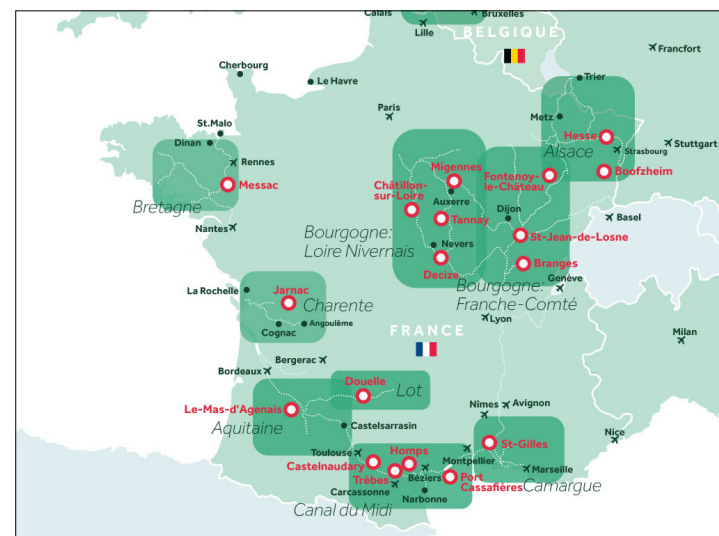 Calais
Bruxelles
Lille
BELGIQUE
Francfort
Cherbourg
Le Havre
Trier
Paris
Metz
St.Malo
Hesse
Dinan
Strasbourg
Stuttgart
Rennes
Alsace
Migennes
Fontenoy-
le-Château
Boofzheim
Messac
Châtillon-
sur-Loire
Auxerre
Bretagne
Tannay
Dijon
Basel
Nantes
Bourgogne:
Loire Nivernais
St-Jean-de-Losne
Nevers
Decize
Branges
Genève
Bourgogne:
Franche-Comté
La Rochelle
Jarnac
Charente
Lyon
Cognac
Angoulême
FRANCE
Milan
Bergerac
Bordeaux
Douelle
Lot
Le-Mas-d'Agenais
Nîmes
Avignon
Aquitaine
Castelsarrasin
Nice
Toulouse
Homps
St-Gilles
Castelnaudary
Montpellier
Trèbes
Béziers
Port
Cassafières
Marseille
Carcassonne
Narbonne
Camargue
Canal du Midi